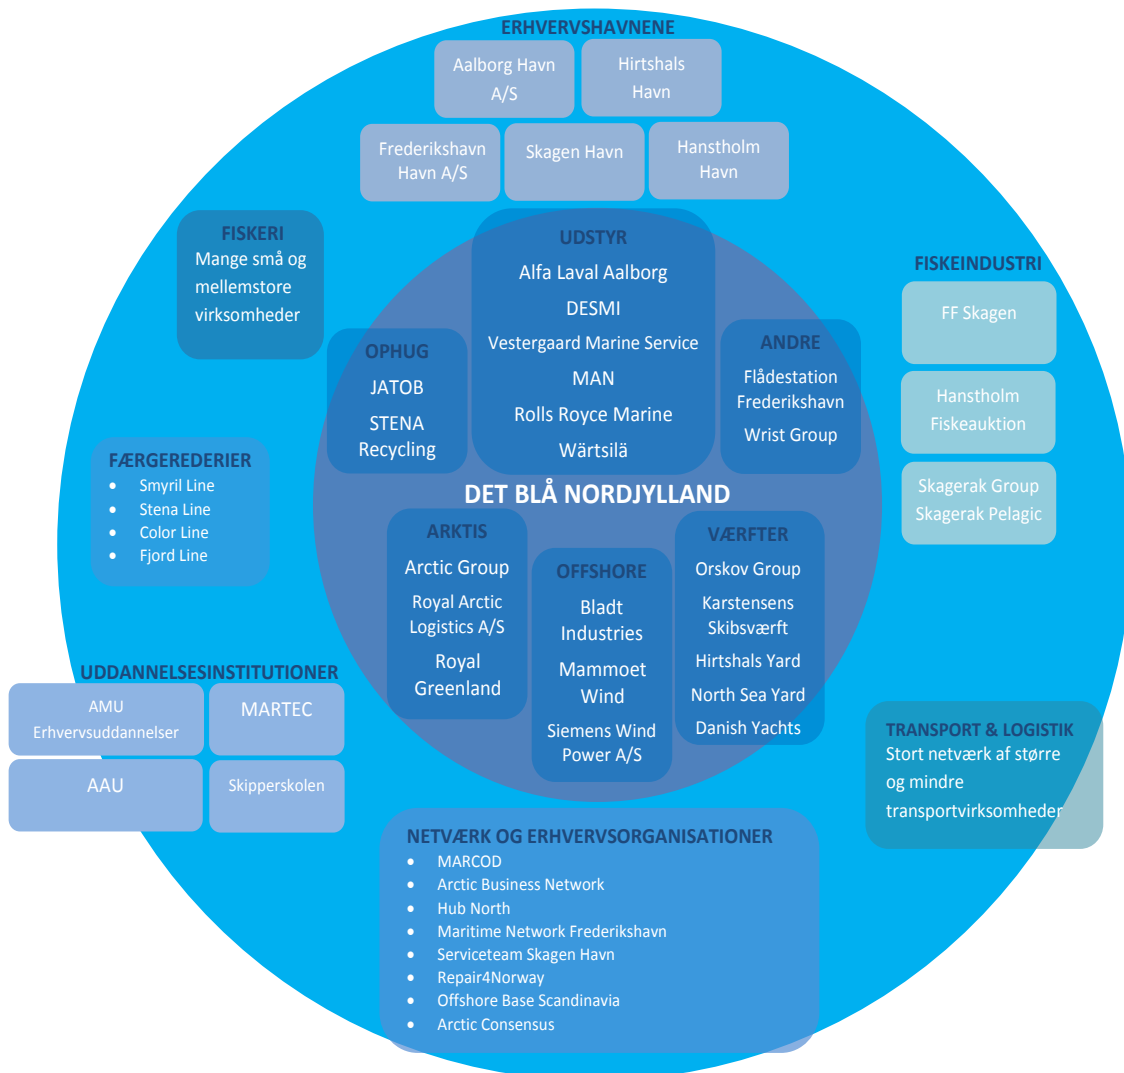 ERHVERVSHAVNENE
Aalborg Havn
A/S
Hirtshals
Havn
Frederikshavn
Havn A/S
Skagen Havn
Hanstholm
Havn
FISKERI
Mange små og
mellemstore
virksomheder
UDSTYR
Alfa Laval Aalborg
DESMI
Vestergaard Marine Service
MAN
Rolls Royce Marine
Wärtsilä
FISKEINDUSTRI
FF Skagen
Hanstholm
Fiskeauktion
Skagerak Group
Skagerak Pelagic
OPHUG
JATOB
STENA
Recycling
ANDRE
Flådestation
Frederikshavn
Wrist Group
FÆRGEREDERIER
• Smyril Line
• Stena Line
• Color Line
• Fjord Line
DET BLÅ NORDJYLLAND
ARKTIS
Arctic Group
Royal Arctic
Logistics A/S
Royal
Greenland
OFFSHORE
Bladt
Industries
Mammoet
Wind
Siemens Wind
Power A/S
VÆRFTER
Orskov Group
Karstensens
Skibsværft
Hirtshals Yard
North Sea Yard
Danish Yachts
UDDANNELSESINSTITUTIONER
AMU
Erhvervsuddannelser
MARTEC
AAU
Skipperskolen
TRANSPORT & LOGISTIK
Stort netværk af større
og mindre
transportvirksomheder
NETVÆRK OG ERHVERVSORGANISATIONER
• MARCOD
• Arctic Business Network
• Hub North
• Maritime Network Frederikshavn
• Serviceteam Skagen Havn
• Repair4Norway
• Offshore Base Scandinavia
• Arctic Consensus